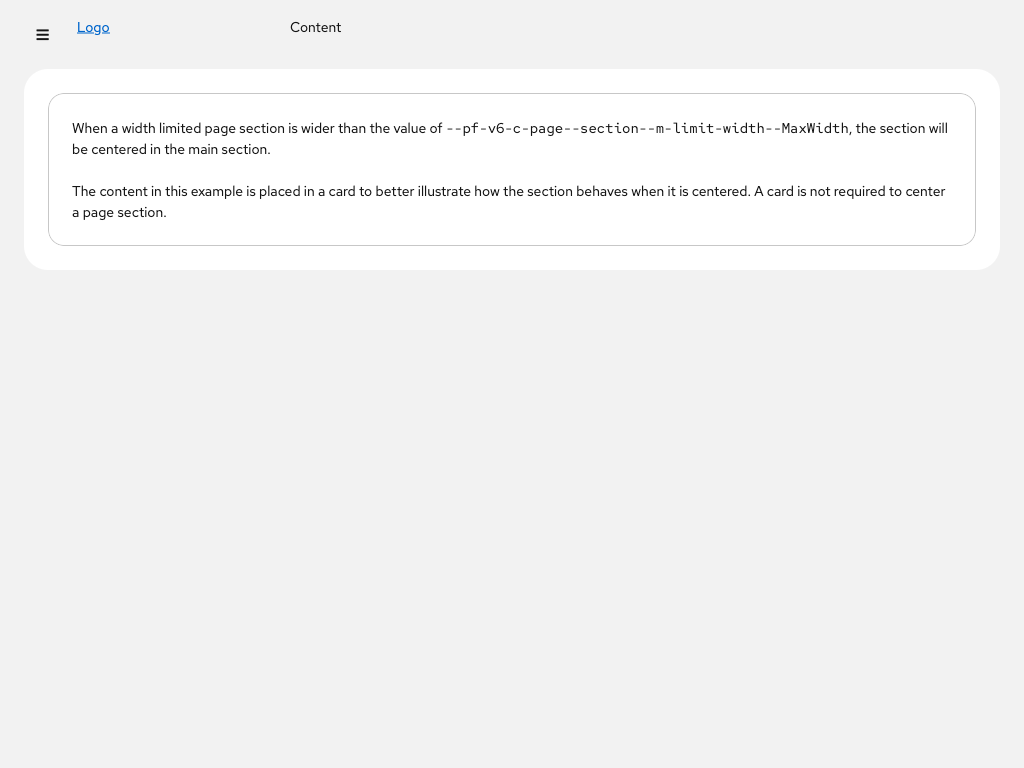 Logo
Content
When a width limited page section is wider than the value of --pf-v6-c-page--section--m-limit-width--MaxWidth, the section will
be centered in the main section.
The content in this example is placed in a card to better illustrate how the section behaves when it is centered. A card is not required to center
a page section.